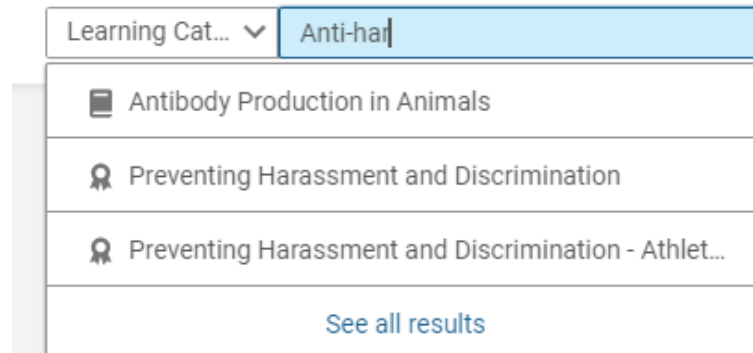 Learning Cat... Anti-har
Antibody Production in Animals
Preventing Harassment and Discrimination
Preventing Harassment and Discrimination - Athlet...
See all results